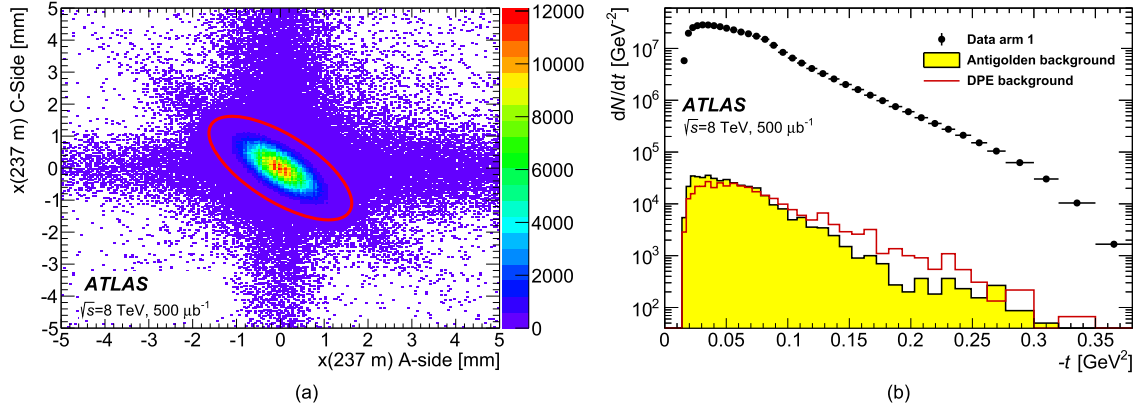 x(237 m) C-Side [mm]
5
4
3
2
1
0
-1
-2
-3
-4
-5
ATLAS
√s=8 TeV, 500 μb⁻¹
-5 -4 -3 -2 -1 0 1 2 3 4 5
x(237 m) A-side [mm]
12000
10000
8000
6000
4000
2000
0
(a)
dN/dt [GeV⁻²]
10⁷
10⁶
10⁵
10⁴
10³
10²
Data arm 1
Antigolden background
DPE background
ATLAS
√s=8 TeV, 500 μb⁻¹
0 0.05 0.1 0.15 0.2 0.25 0.3 0.35
-t [GeV²]
(b)